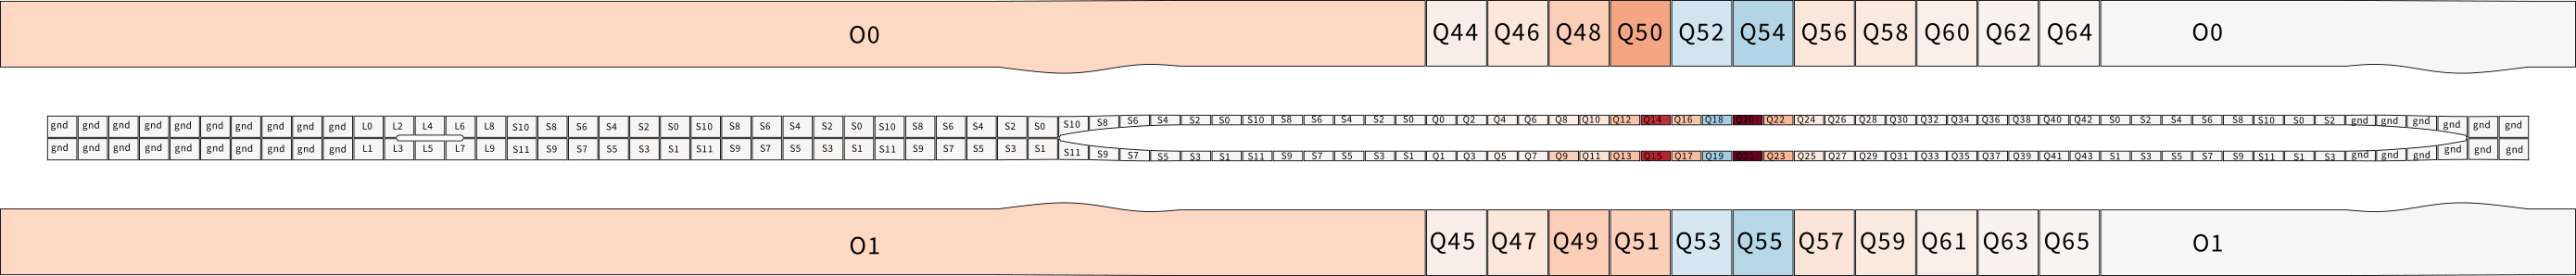 O0 Q44 Q46 Q48 Q50 Q52 Q54 Q56 Q58 Q60 Q62 Q64 O0
gnd gnd gnd gnd gnd gnd gnd gnd gnd gnd L0 L2 L4 L6 L8 S10 S8 S6 S4 S2 S0 S10 S8 S6 S4 S2 S0 S10 S8 S6 S4 S2 S0 S10 S8 S6 S4 S2 S0 S10 S8 S6 S4 S2 S0 Q0 Q2 Q4 Q6 Q8 Q10 Q12 Q14 Q16 Q18 Q20 Q22 Q24 Q26 Q28 Q30 Q32 Q34 Q36 Q38 Q40 Q42 S0 S2 S4 S6 S8 S10 S0 S2 gnd gnd gnd gnd gnd gnd
gnd gnd gnd gnd gnd gnd gnd gnd gnd gnd L1 L3 L5 L7 L9 S11 S9 S7 S5 S3 S1 S11 S9 S7 S5 S3 S1 S11 S9 S7 S5 S3 S1 S11 S9 S7 S5 S3 S1 S11 S9 S7 S5 S3 S1 Q1 Q3 Q5 Q7 Q9 Q11 Q13 Q15 Q17 Q19 Q21 Q23 Q25 Q27 Q29 Q31 Q33 Q35 Q37 Q39 Q41 Q43 S1 S3 S5 S7 S9 S11 S1 S3 gnd gnd gnd gnd gnd gnd
O1 Q45 Q47 Q49 Q51 Q53 Q55 Q57 Q59 Q61 Q63 Q65 O1